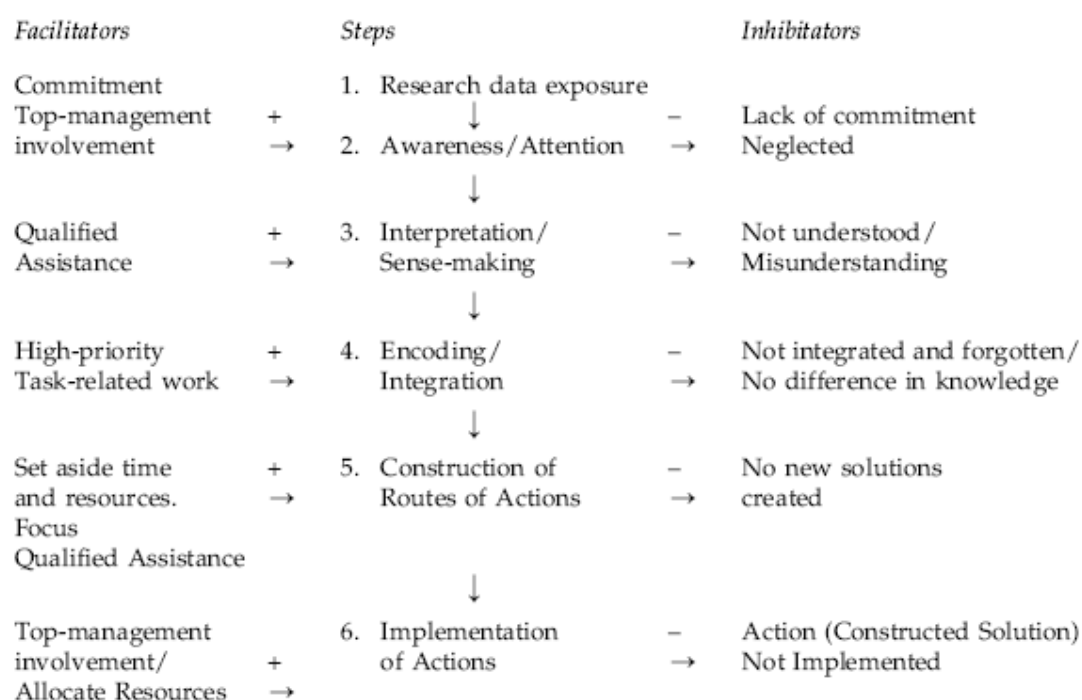 Facilitators Steps Inhibitators
Commitment 1. Research data exposure
Top-management + ↓ – Lack of commitment
involvement → 2. Awareness/Attention → Neglected
↓
Qualified + 3. Interpretation/ – Not understood/
Assistance → Sense-making → Misunderstanding
↓
High-priority + 4. Encoding/ – Not integrated and forgotten/
Task-related work → Integration → No difference in knowledge
↓
Set aside time + 5. Construction of – No new solutions
and resources. → Routes of Actions → created
Focus
Qualified Assistance
↓
Top-management 6. Implementation – Action (Constructed Solution)
involvement/ + of Actions → Not Implemented
Allocate Resources →